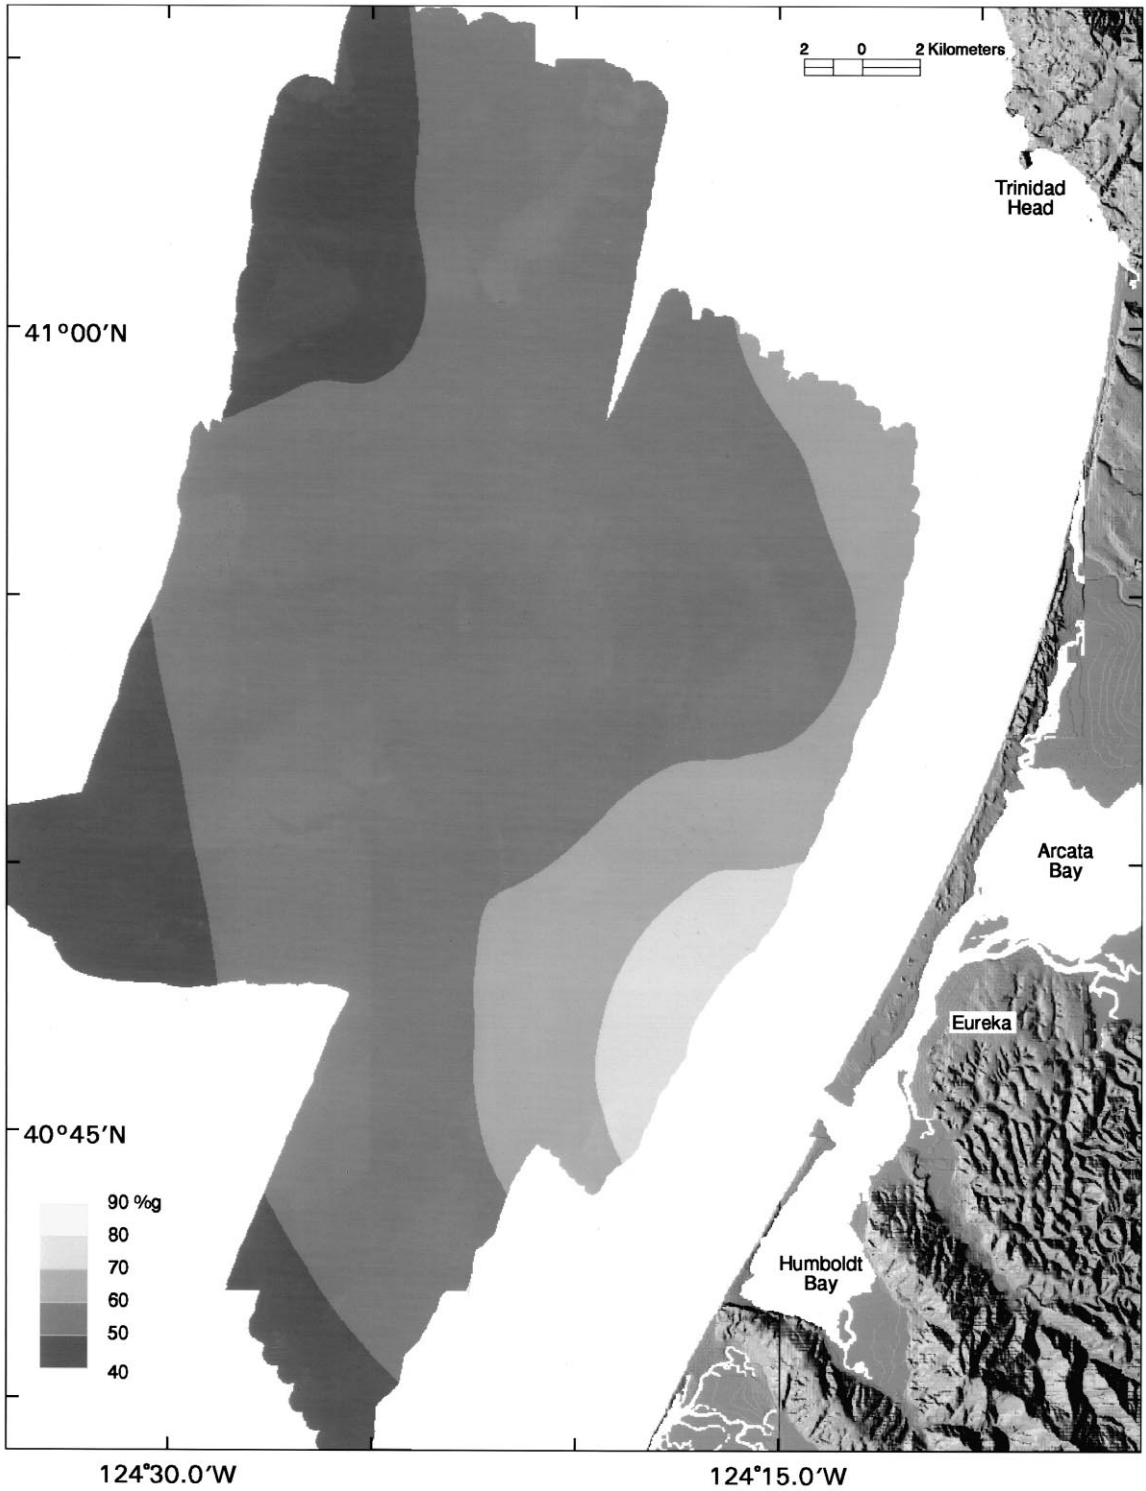 2 0 2 Kilometers
Trinidad
Head
41°00'N
Arcata
Bay
Eureka
40°45'N
90 %g
80
70
60
50
40
Humboldt
Bay
124°30.0'W
124°15.0'W